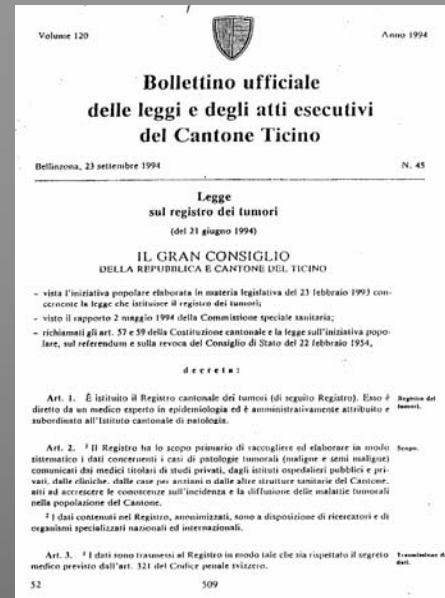 Volume 120
Anno 1994
Bollettino ufficiale
delle leggi e degli atti esecutivi
del Cantone Ticino
Bellinzona, 23 settembre 1994
N. 45
Legge
sul registro dei tumori
(del 21 giugno 1994)
IL GRAN CONSIGLIO
DELLA REPUBBLICA E CANTONE DEL TICINO
– vista l'iniziativa popolare elaborata in materia legislativa del 23 febbraio 1993 con-
cernente la legge che istituisce il registro dei tumori;
– visto il rapporto 2 maggio 1994 della Commissione speciale sanitaria;
– richiamati gli art. 57 e 59 della Costituzione cantonale e la legge sull'iniziativa popo-
lare, sul referendum e sulla revoca del Consiglio di Stato del 22 febbraio 1954,
decreta:
Art. 1. È istituito il Registro cantonale dei tumori (di seguito Registro). Esso è
Registro dei
diretto da un medico esperto in epidemiologia ed è amministrativamente attribuito e
tumori.
subordinato all'Istituto cantonale di patologia.
Art. 2. ¹ Il Registro ha lo scopo primario di raccogliere ed elaborare in modo
Scopo.
sistematico i dati concernenti i casi di patologie tumorali (maligne e semi maligne)
comunicati dai medici titolari di studi privati, dagli istituti ospedalieri pubblici e pri-
vati, dalle cliniche, dalle case per anziani o dalle altre strutture sanitarie del Cantone,
atti ad accrescere le conoscenze sull'incidenza e la diffusione delle malattie tumorali
nella popolazione del Cantone.
² I dati contenuti nel Registro, anonimizzati, sono a disposizione di ricercatori e di
organismi specializzati nazionali ed internazionali.
Art. 3. ¹ I dati sono trasmessi al Registro in modo tale che sia rispettato il segreto
Trasmissione dei
medico previsto dall'art. 321 del Codice penale svizzero.
dati.
52
509